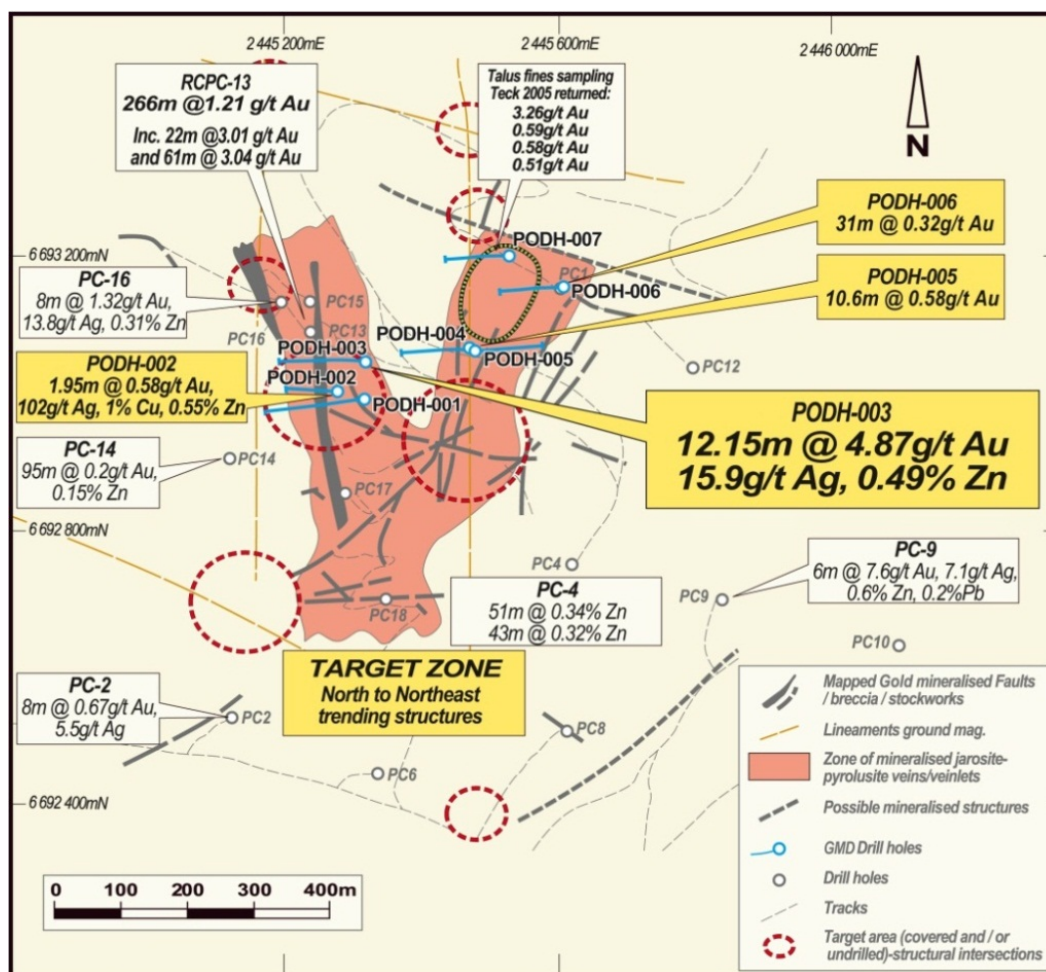 2 445 200mE
2 445 600mE
2 446 000mE
RCPC-13
266m @1.21 g/t Au
Inc. 22m @3.01 g/t Au
and 61m @ 3.04 g/t Au
Talus fines sampling
Teck 2005 returned:
3.26g/t Au
0.59g/t Au
0.58g/t Au
0.51g/t Au
N
PODH-006
31m @ 0.32g/t Au
PODH-007
6 693 200mN
PC-16
8m @ 1.32g/t Au,
13.8g/t Ag, 0.31% Zn
PC1
PODH-006
PODH-005
10.6m @ 0.58g/t Au
PC15
PC16
PC13
PODH-004
PODH-003
PODH-005
PC12
PODH-002
1.95m @ 0.58g/t Au,
102g/t Ag, 1% Cu, 0.55% Zn
PODH-002
PODH-001
PODH-003
12.15m @ 4.87g/t Au
15.9g/t Ag, 0.49% Zn
PC-14
95m @ 0.2g/t Au,
0.15% Zn
PC14
PC17
6 692 800mN
PC4
PC-4
51m @ 0.34% Zn
43m @ 0.32% Zn
PC-9
6m @ 7.6g/t Au, 7.1g/t Ag,
0.6% Zn, 0.2%Pb
PC9
PC18
PC10
TARGET ZONE
North to Northeast
trending structures
PC-2
8m @ 0.67g/t Au,
5.5g/t Ag
PC2
PC8
PC6
6 692 400mN
Mapped Gold mineralised Faults
/ breccia / stockworks
Lineaments ground mag.
Zone of mineralised jarosite-
pyrolusite veins/veinlets
Possible mineralised structures
GMD Drill holes
Drill holes
Tracks
Target area (covered and / or
undrilled)-structural intersections
0 100 200 300 400m